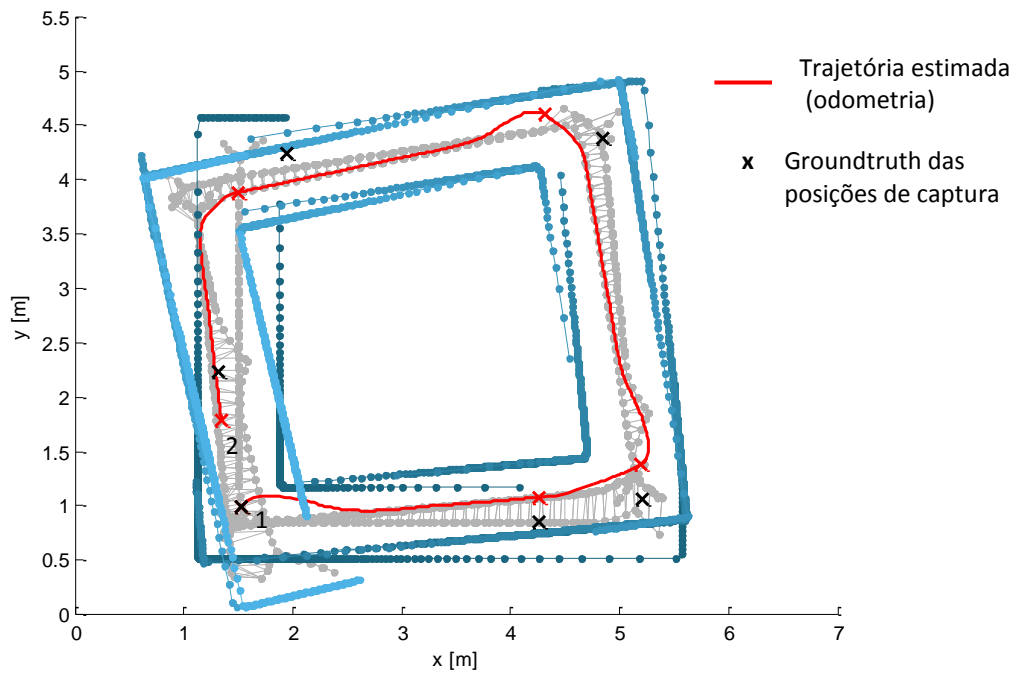 5.5
5
4.5
4
3.5
3
2.5
2
1.5
1
0.5
0
y [m]
0 1 2 3 4 5 6 7
x [m]
2
1
Trajetória estimada
(odometria)
x Groundtruth das
posições de captura